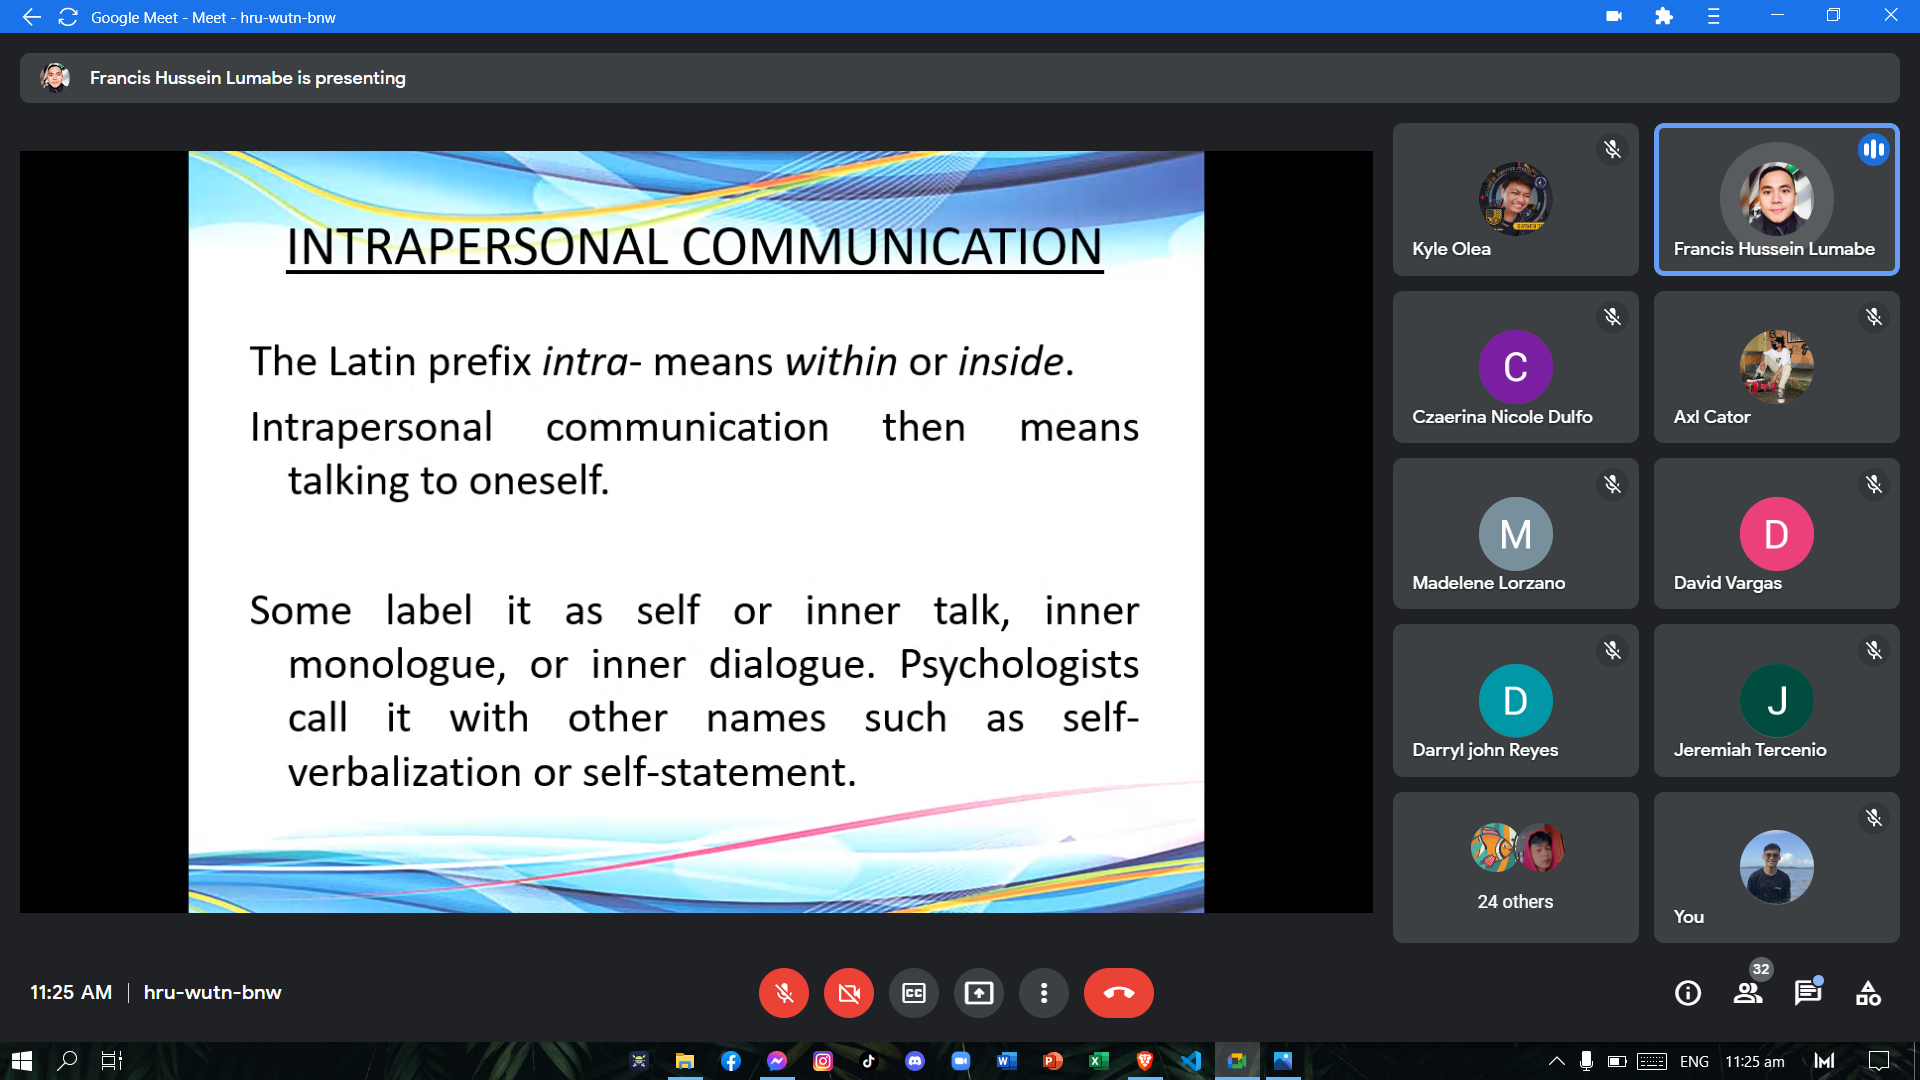 Google Meet - Meet - hru-wutn-bnw
Francis Hussein Lumabe is presenting
INTRAPERSONAL COMMUNICATION
The Latin prefix intra- means within or inside.
Intrapersonal communication then means
talking to oneself.
Some label it as self or inner talk, inner
monologue, or inner dialogue. Psychologists
call it with other names such as self-
verbalization or self-statement.
Kyle Olea
Francis Hussein Lumabe
C
Czaerina Nicole Dulfo
Axl Cator
M
Madelene Lorzano
D
David Vargas
D
Darryl john Reyes
J
Jeremiah Tercenio
24 others
You
11:25 AM | hru-wutn-bnw
CC
32
ENG
11:25 am